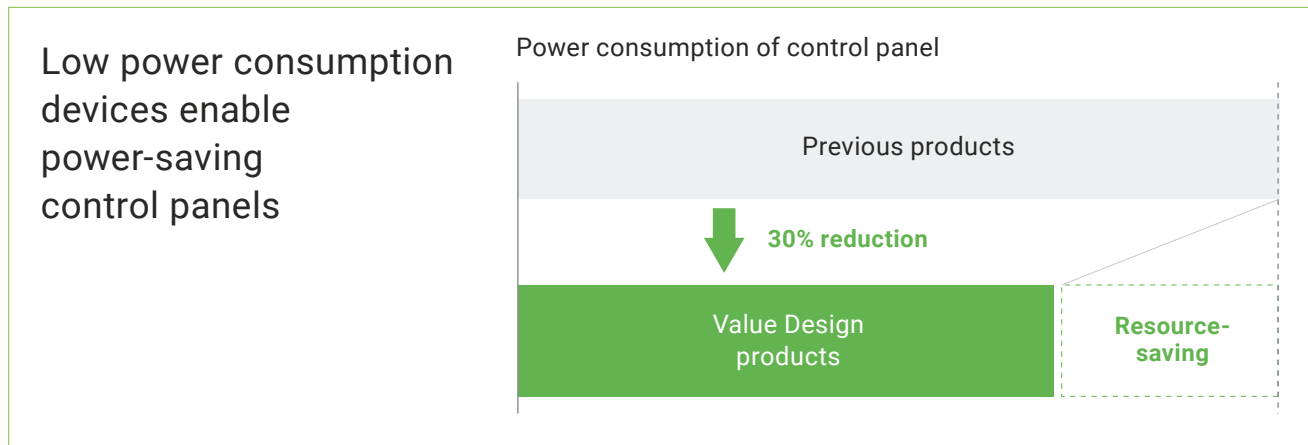 Low power consumption
devices enable
power-saving
control panels
Power consumption of control panel
Previous products
30% reduction
Value Design
products
Resource-
saving